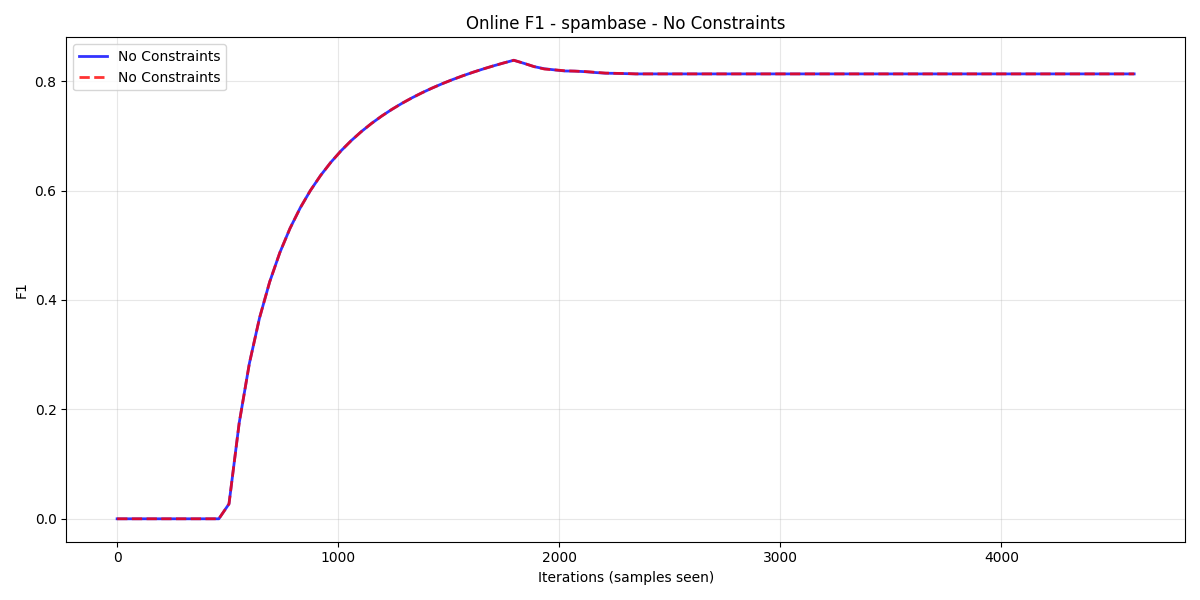 Online F1 - spambase - No Constraints
No Constraints
No Constraints
F1
0.8
0.6
0.4
0.2
0.0
0 1000 2000 3000 4000
Iterations (samples seen)